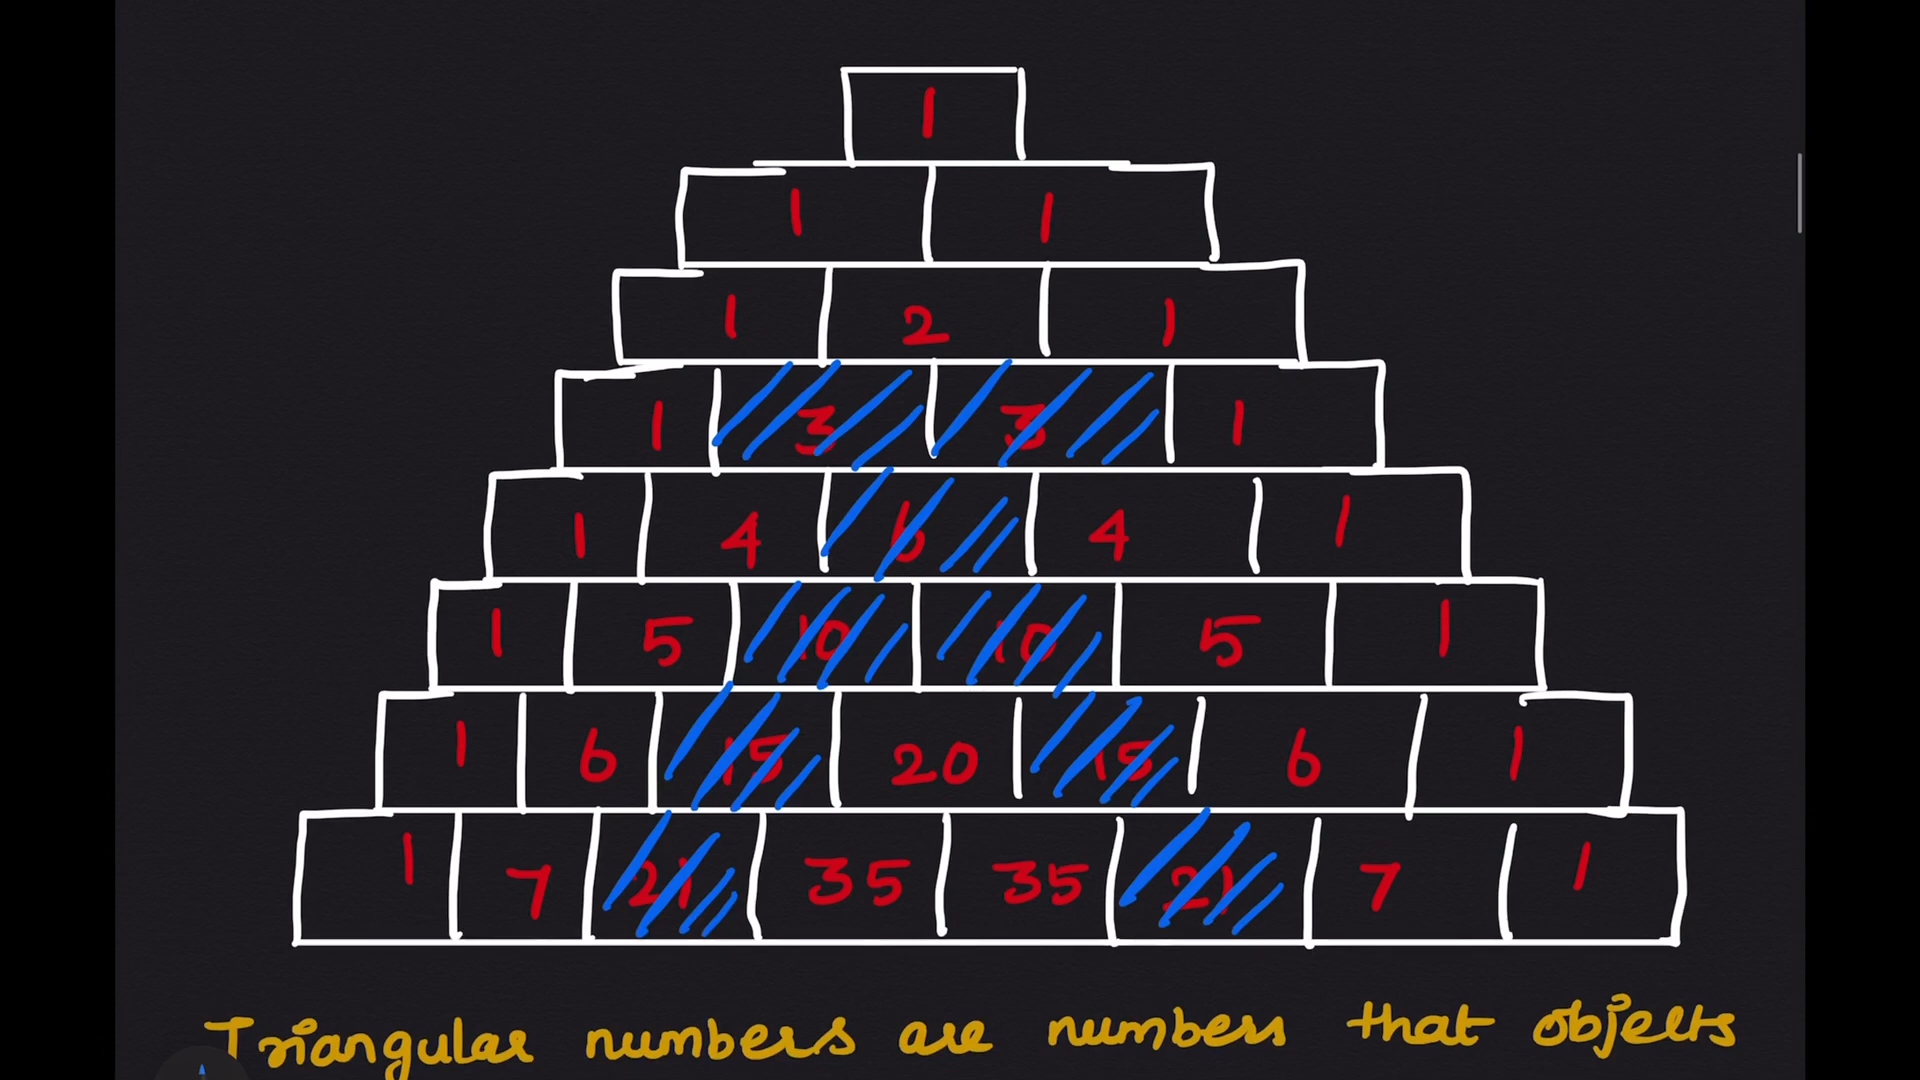 1
1 1
1 2 1
1 3 3 1
1 4 6 4 1
1 5 10 10 5 1
1 6 15 20 15 6 1
1 7 21 35 35 21 7 1
Triangular numbers are numbers that objects